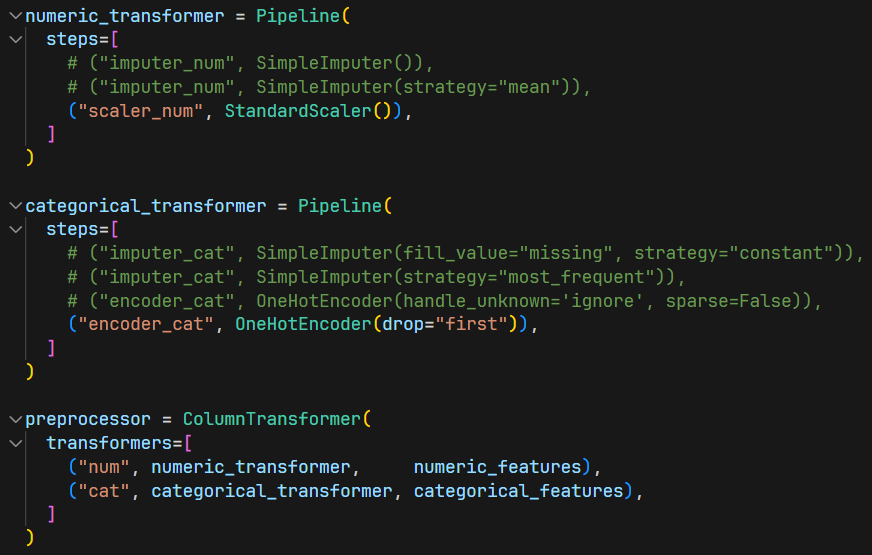 numeric_transformer = Pipeline(
    steps=[
        # ("imputer_num", SimpleImputer()),
        # ("imputer_num", SimpleImputer(strategy="mean")),
        ("scaler_num", StandardScaler()),
    ]
)

categorical_transformer = Pipeline(
    steps=[
        # ("imputer_cat", SimpleImputer(fill_value="missing", strategy="constant")),
        # ("imputer_cat", SimpleImputer(strategy="most_frequent")),
        # ("encoder_cat", OneHotEncoder(handle_unknown='ignore', sparse=False)),
        ("encoder_cat", OneHotEncoder(drop="first")),
    ]
)

preprocessor = ColumnTransformer(
    transformers=[
        ("num", numeric_transformer,     numeric_features),
        ("cat", categorical_transformer, categorical_features),
    ]
)